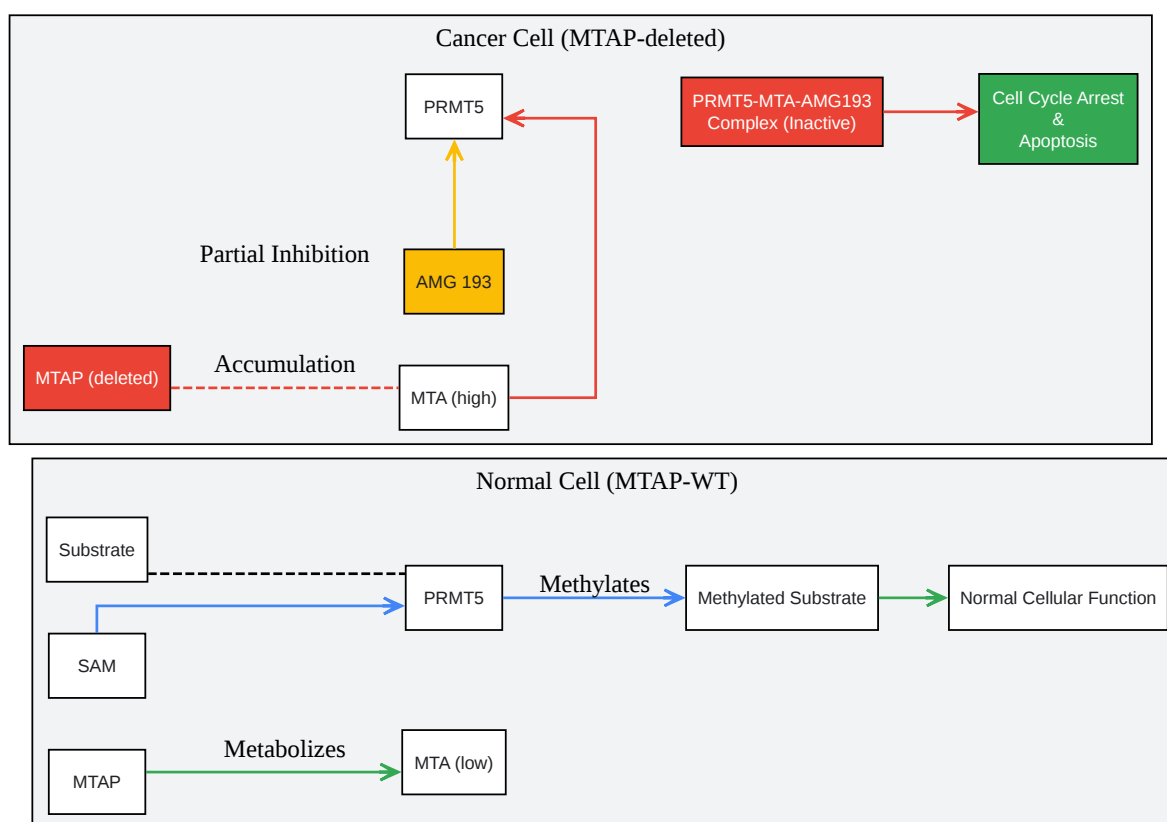 Cancer Cell (MTAP-deleted)
PRMT5
PRMT5-MTA-AMG193
Complex (Inactive)
Cell Cycle Arrest
&
Apoptosis
Partial Inhibition
AMG 193
MTAP (deleted)
Accumulation
MTA (high)
Normal Cell (MTAP-WT)
Substrate
PRMT5
Methylates
Methylated Substrate
Normal Cellular Function
SAM
MTAP
Metabolizes
MTA (low)